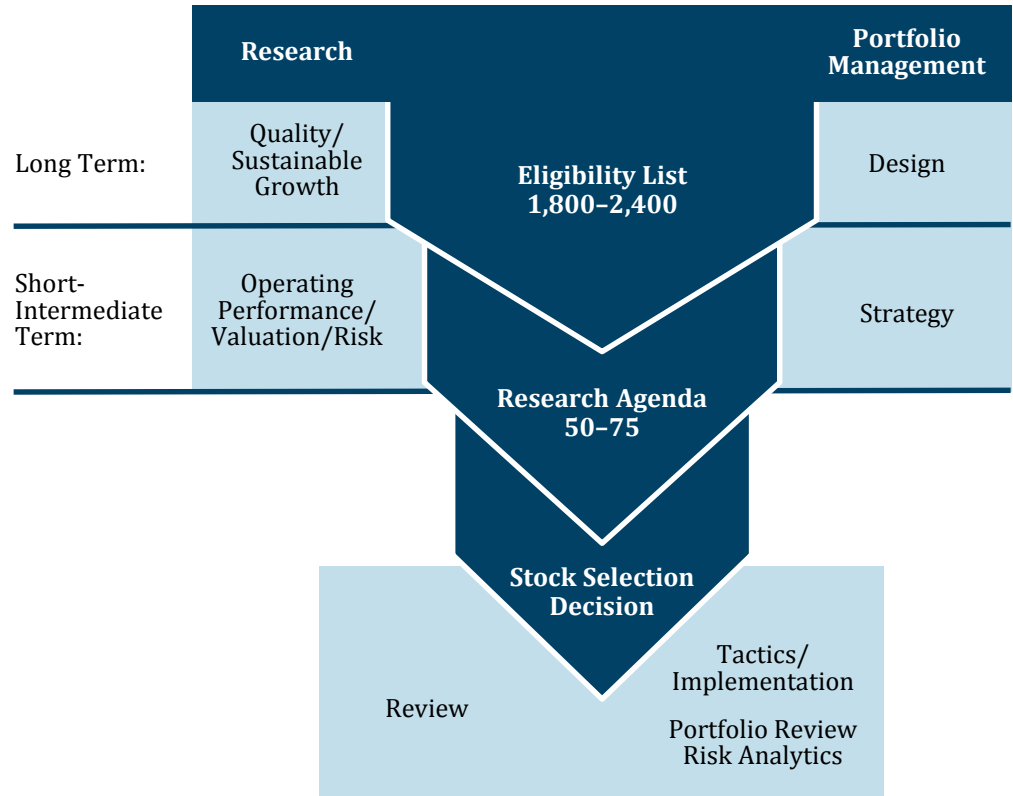 Research
Portfolio
Management
Long Term:
Quality/
Sustainable
Growth
Eligibility List
1,800–2,400
Design
Short-
Intermediate
Term:
Operating
Performance/
Valuation/Risk
Strategy
Research Agenda
50–75
Stock Selection
Decision
Review
Tactics/
Implementation
Portfolio Review
Risk Analytics